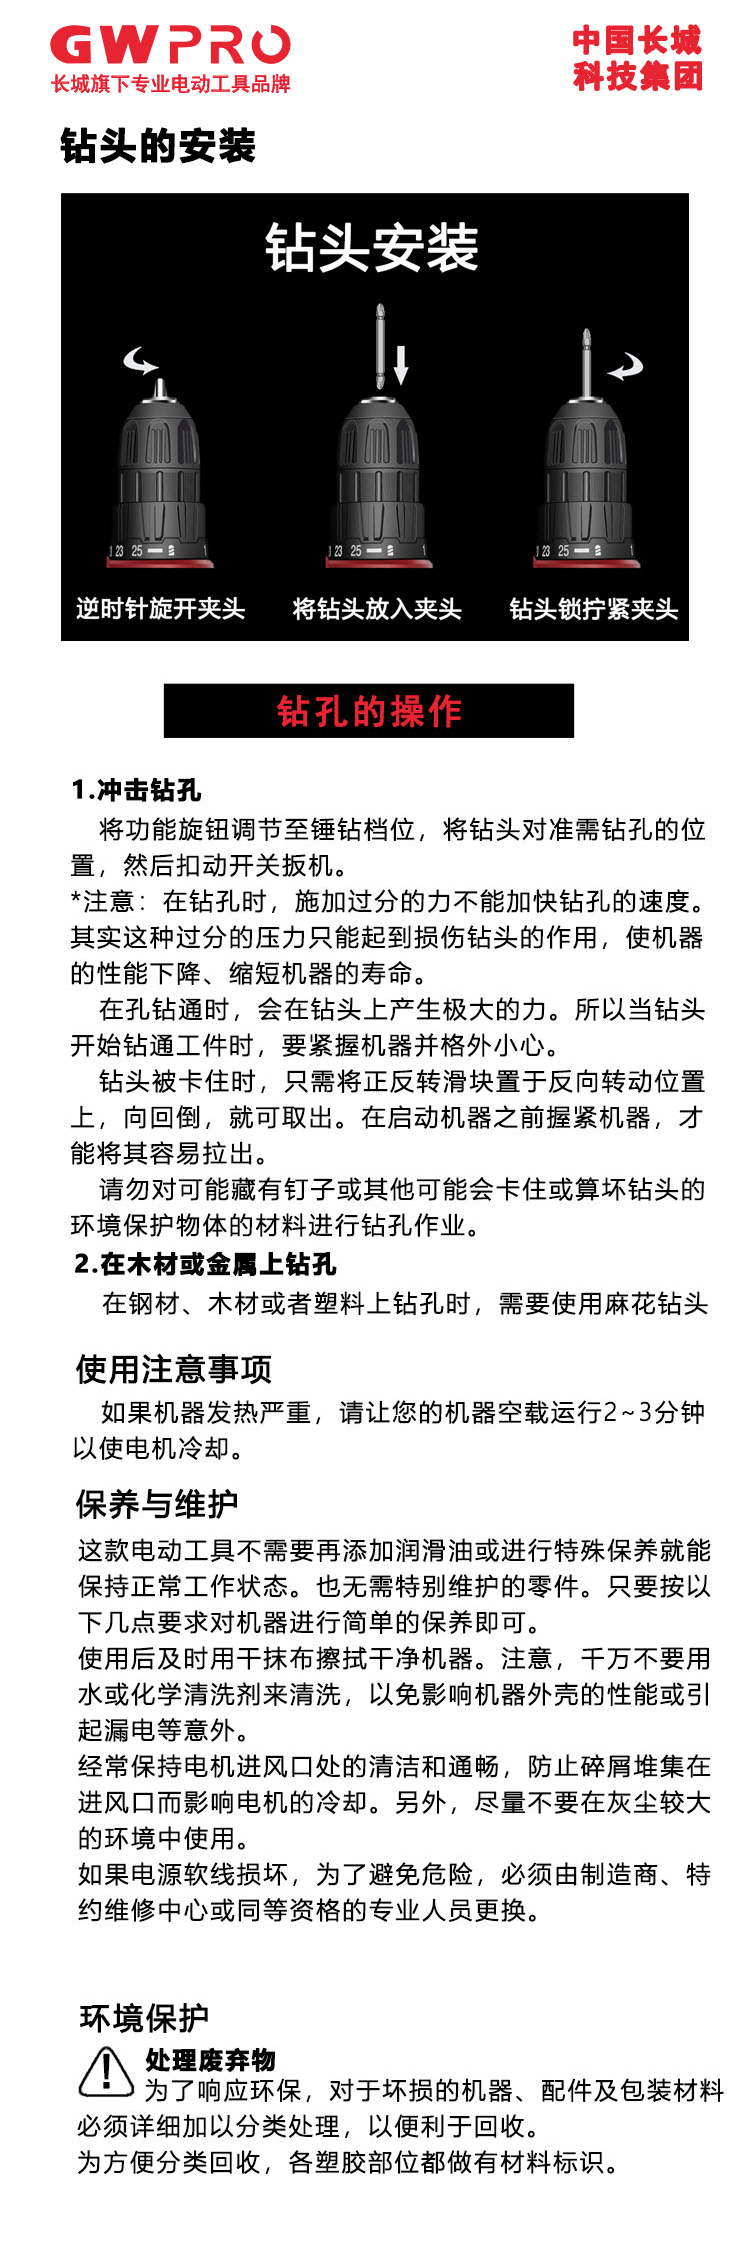 GWPRO
长城旗下专业电动工具品牌
中国长城
科技集团
钻头的安装
钻头安装
23 25 1
23 25 1
23 25 1
逆时针旋开夹头
将钻头放入夹头
钻头锁拧紧夹头
钻孔的操作
1.冲击钻孔
将功能旋钮调节至锤钻档位，将钻头对准需钻孔的位
置，然后扣动开关扳机。
*注意：在钻孔时，施加过分的力不能加快钻孔的速度。
其实这种过分的压力只能起到损伤钻头的作用，使机器
的性能下降、缩短机器的寿命。
在孔钻通时，会在钻头上产生极大的力。所以当钻头
开始钻通工件时，要紧握机器并格外小心。
钻头被卡住时，只需将正反转滑块置于反向转动位置
上，向回倒，就可取出。在启动机器之前握紧机器，才
能将其容易拉出。
请勿对可能藏有钉子或其他可能会卡住或算坏钻头的
环境保护物体的材料进行钻孔作业。
2.在木材或金属上钻孔
在钢材、木材或者塑料上钻孔时，需要使用麻花钻头
使用注意事项
如果机器发热严重，请让您的机器空载运行2~3分钟
以使电机冷却。
保养与维护
这款电动工具不需要再添加润滑油或进行特殊保养就能
保持正常工作状态。也无需特别维护的零件。只要按以
下几点要求对机器进行简单的保养即可。
使用后及时用干抹布擦拭干净机器。注意，千万不要用
水或化学清洗剂来清洗，以免影响机器外壳的性能或引
起漏电等意外。
经常保持电机进风口处的清洁和通畅，防止碎屑堆集在
进风口而影响电机的冷却。另外，尽量不要在灰尘较大
的环境中使用。
如果电源软线损坏，为了避免危险，必须由制造商、特
约维修中心或同等资格的专业人员更换。
环境保护
处理废弃物
为了响应环保，对于坏损的机器、配件及包装材料
必须详细加以分类处理，以便利于回收。
为方便分类回收，各塑胶部位都做有材料标识。